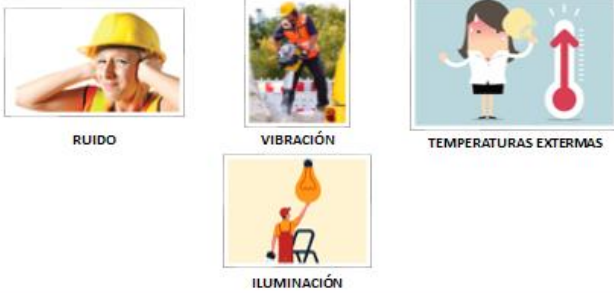 RUIDO
VIBRACIÓN
TEMPERATURAS EXTERMAS
ILUMINACIÓN